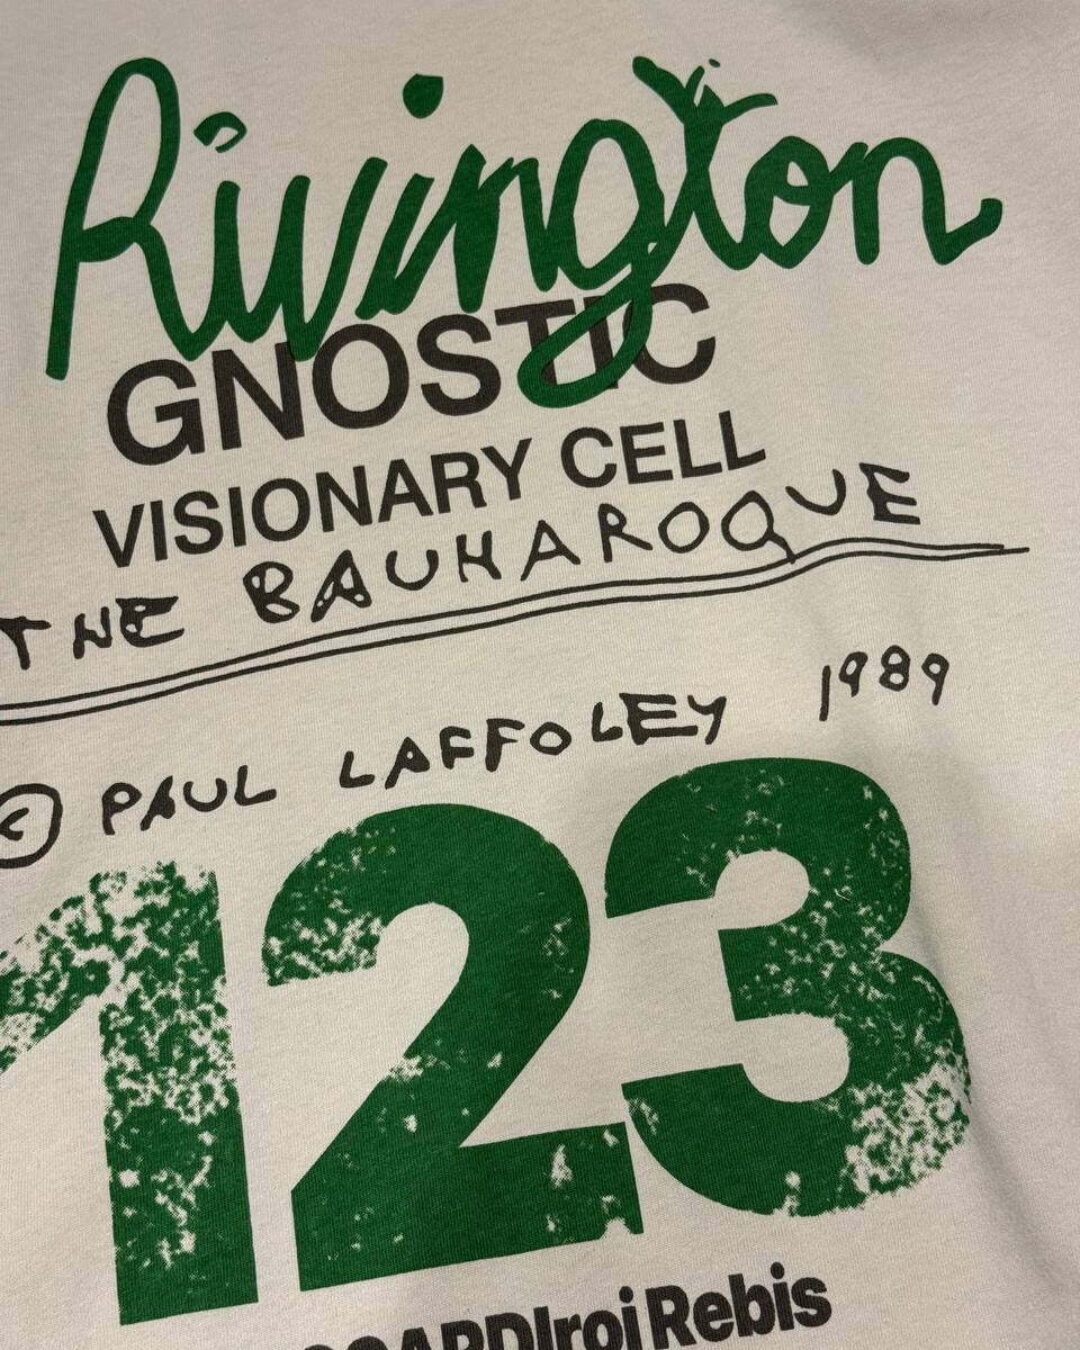 Rivington
GNOSTIC
VISIONARY CELL
THE BAUHAROQUE
© PAUL LAFFOLEY 1989
123
Rebis